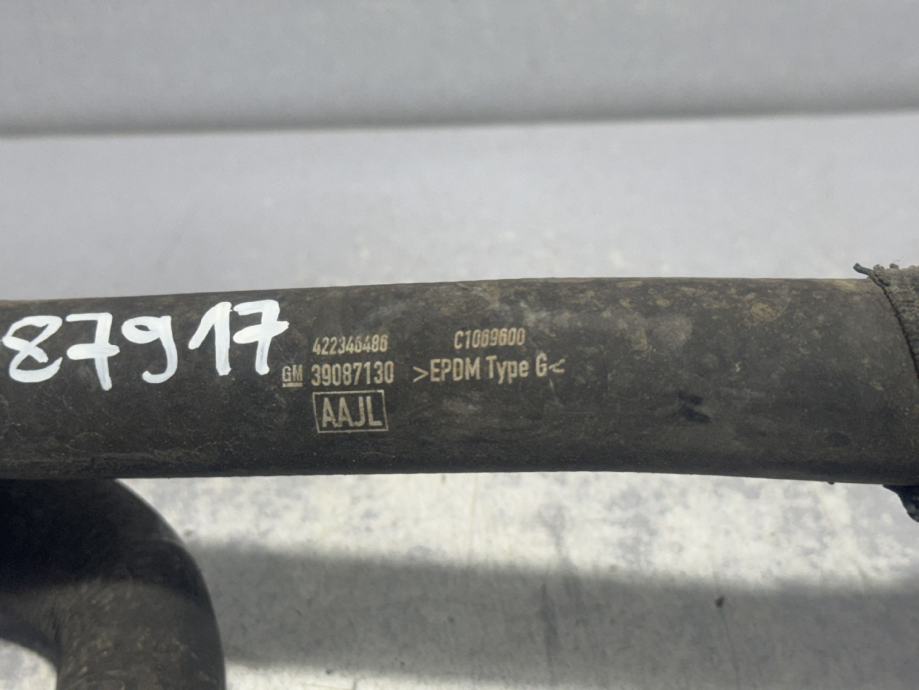 87917
422346486 C1069600
GM 39087130 >EPDM Type G<
AAJL